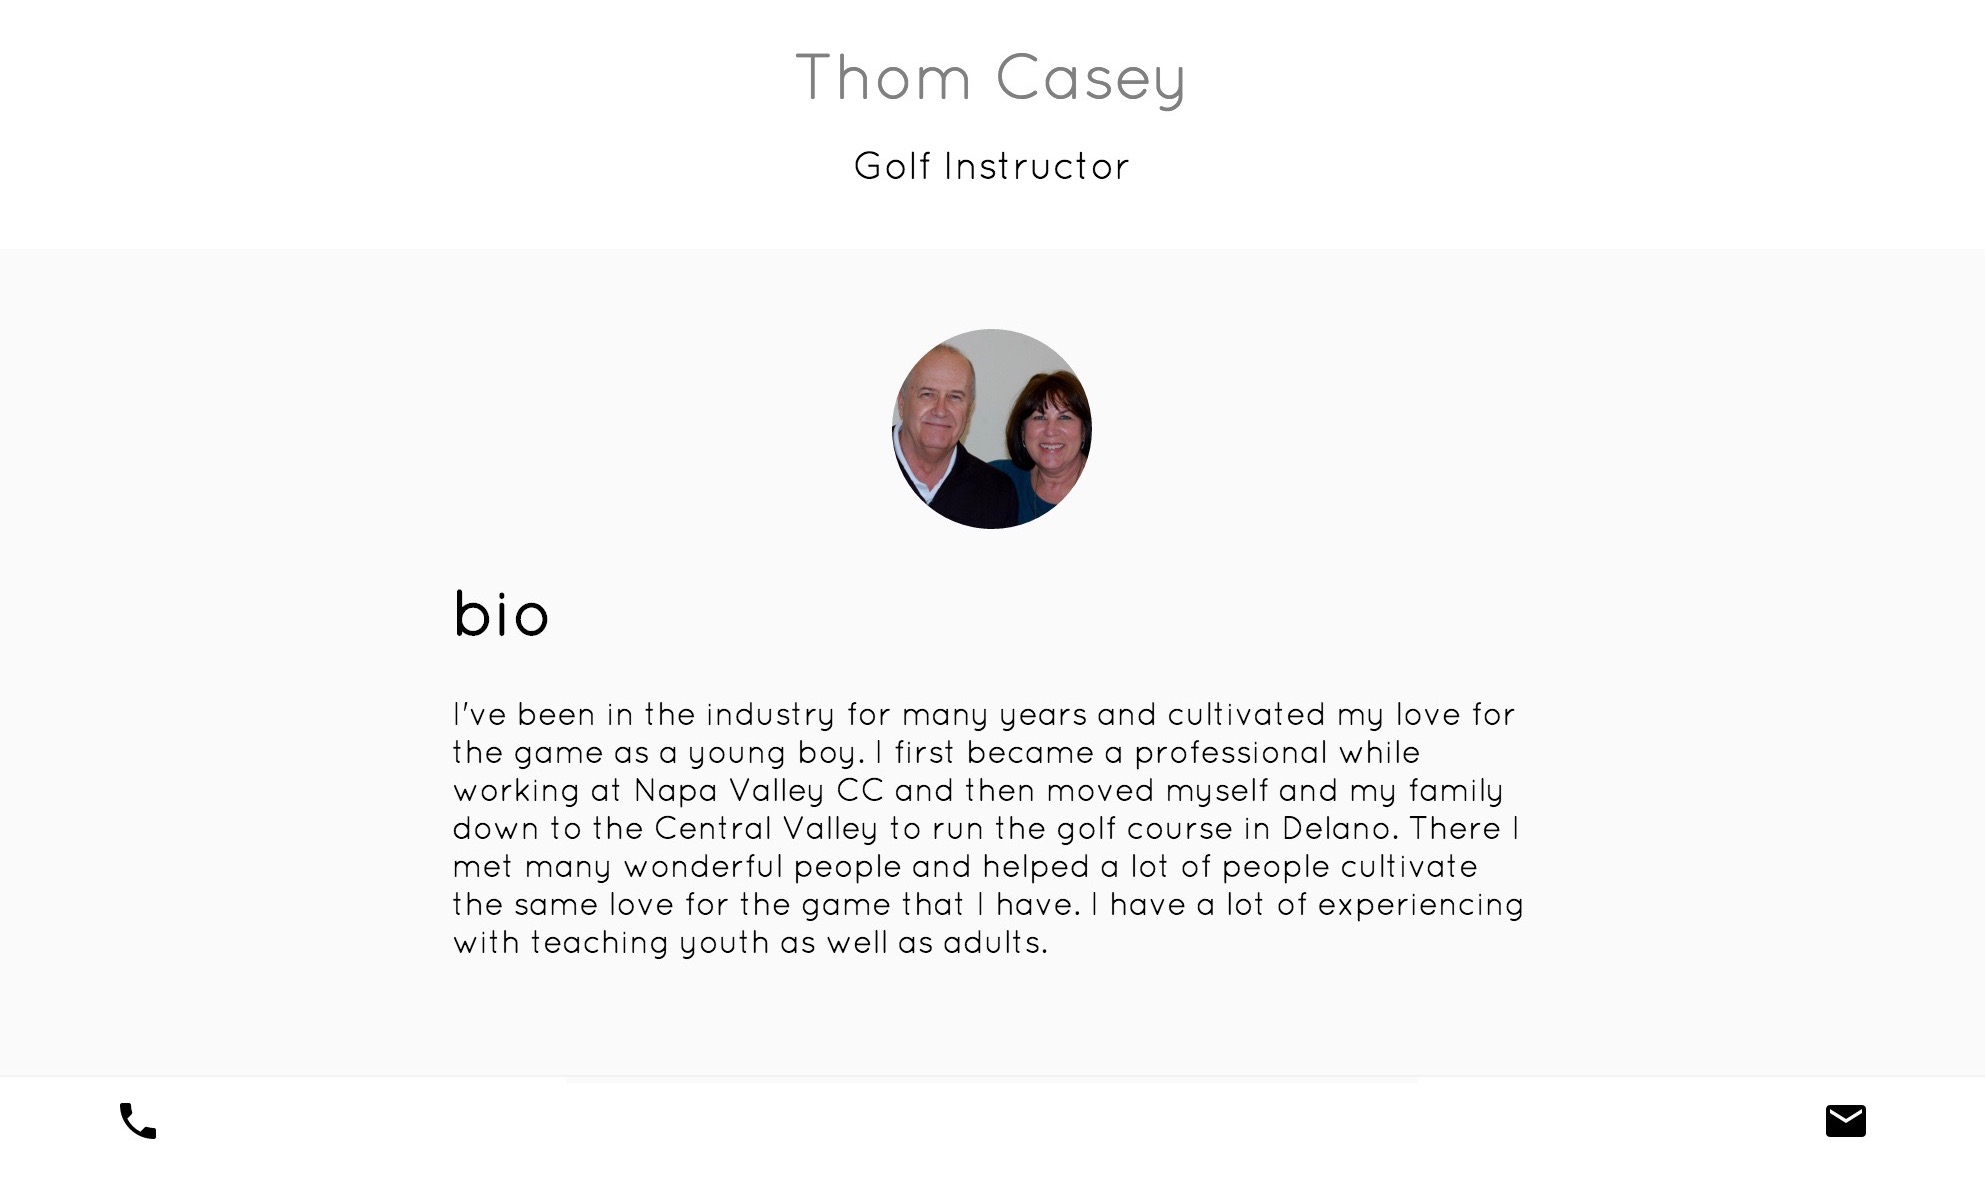 Thom Casey
Golf Instructor
bio
I've been in the industry for many years and cultivated my love for
the game as a young boy. I first became a professional while
working at Napa Valley CC and then moved myself and my family
down to the Central Valley to run the golf course in Delano. There I
met many wonderful people and helped a lot of people cultivate
the same love for the game that I have. I have a lot of experiencing
with teaching youth as well as adults.